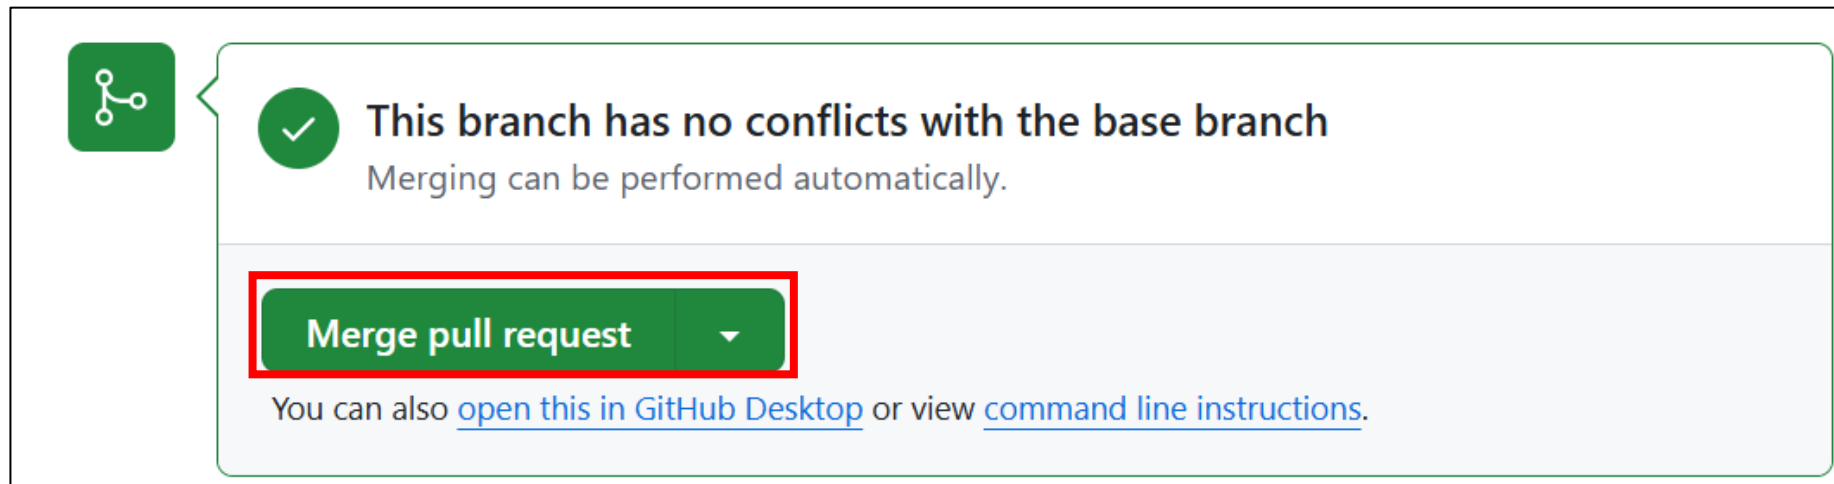 This branch has no conflicts with the base branch
Merging can be performed automatically.
Merge pull request
You can also open this in GitHub Desktop or view command line instructions.